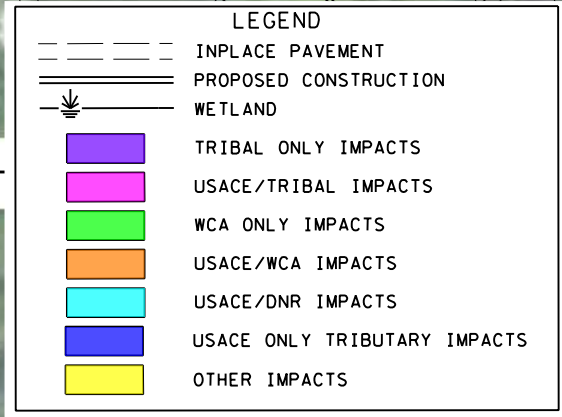 LEGEND
INPLACE PAVEMENT
PROPOSED CONSTRUCTION
WETLAND
TRIBAL ONLY IMPACTS
USACE/TRIBAL IMPACTS
WCA ONLY IMPACTS
USACE/WCA IMPACTS
USACE/DNR IMPACTS
USACE ONLY TRIBUTARY IMPACTS
OTHER IMPACTS